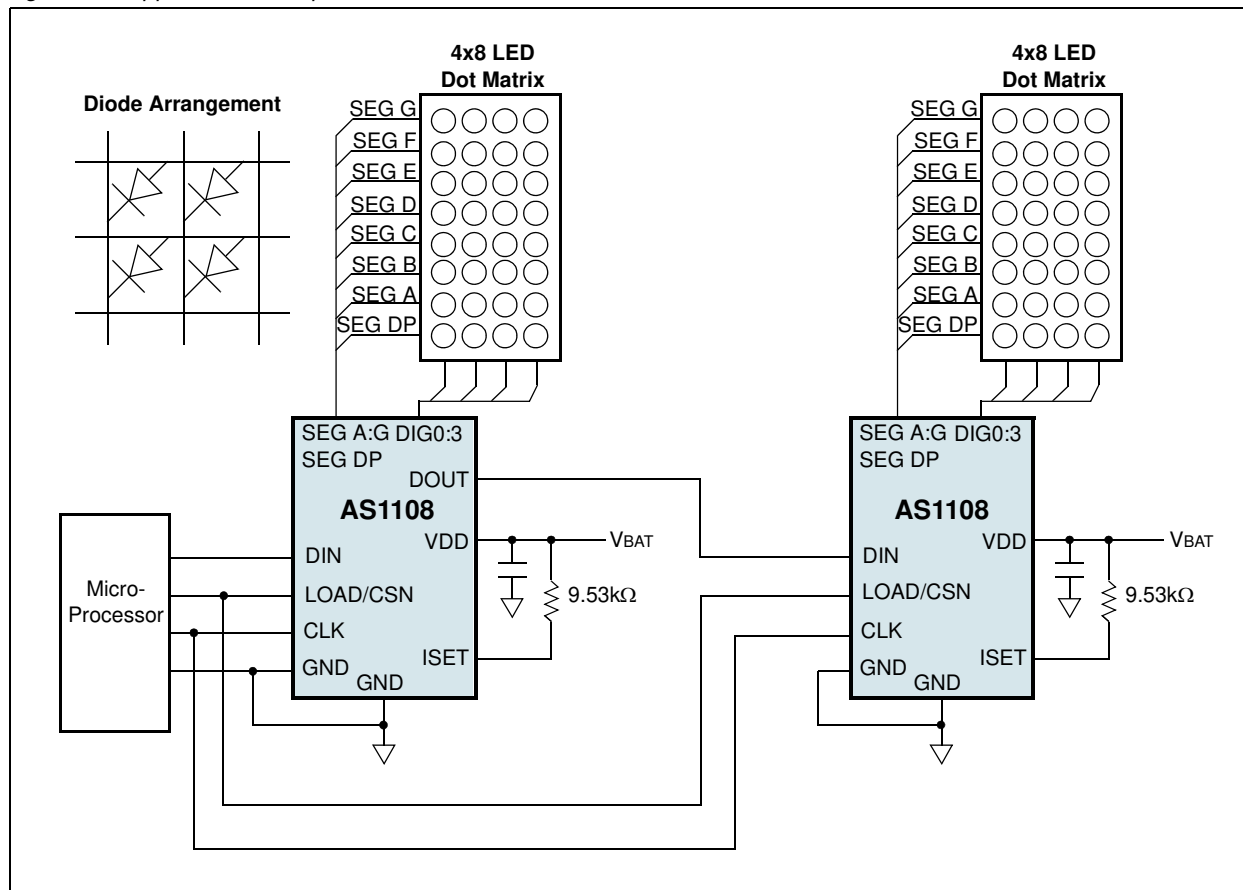 4x8 LED
Dot Matrix
Diode Arrangement
SEG G
SEG F
SEG E
SEG D
SEG C
SEG B
SEG A
SEG DP
4x8 LED
Dot Matrix
SEG G
SEG F
SEG E
SEG D
SEG C
SEG B
SEG A
SEG DP
SEG A:G DIG0:3
SEG DP
DOUT
AS1108
VDD
DIN
LOAD/CSN
CLK
GND
ISET
GND
VBAT
9.53kΩ
Micro-
Processor
SEG A:G DIG0:3
SEG DP
AS1108
VDD
DIN
LOAD/CSN
CLK
GND
ISET
GND
VBAT
9.53kΩ